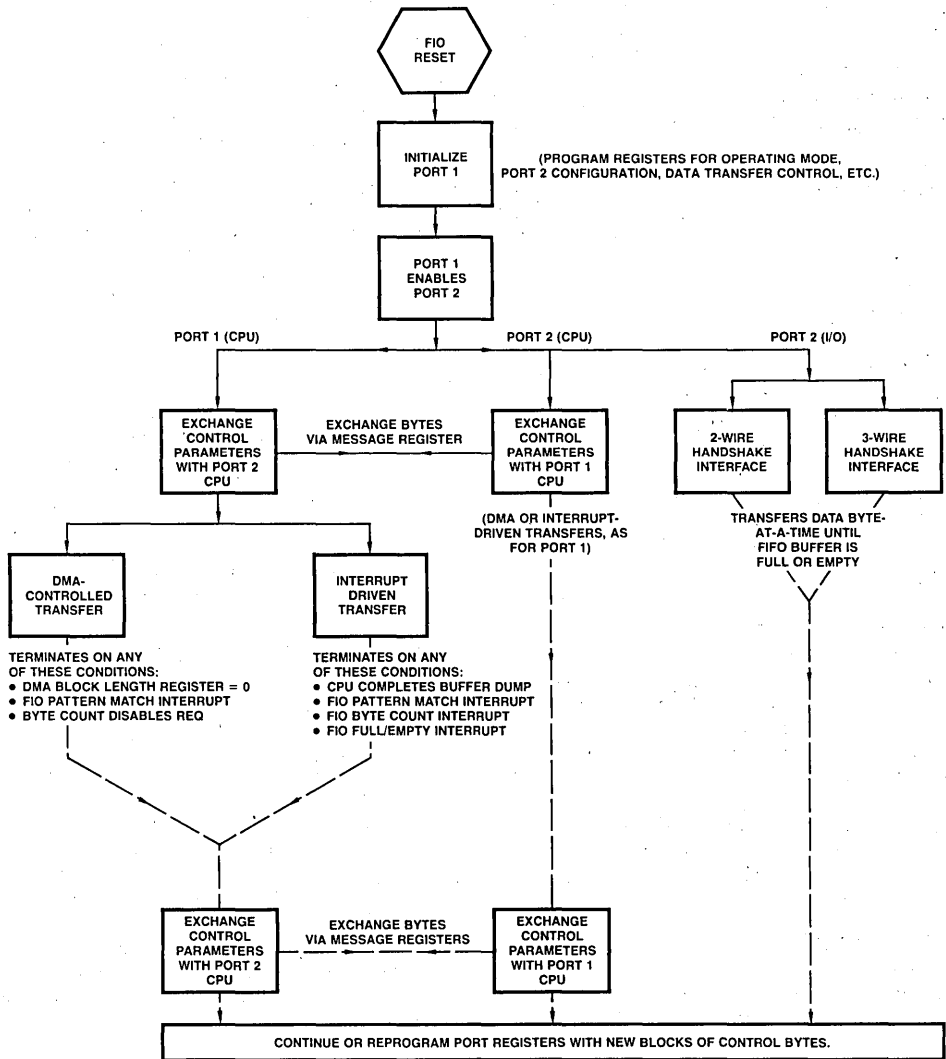 FIO
RESET
INITIALIZE
PORT 1
(PROGRAM REGISTERS FOR OPERATING MODE,
PORT 2 CONFIGURATION, DATA TRANSFER CONTROL, ETC.)
PORT 1
ENABLES
PORT 2
PORT 1 (CPU)
PORT 2 (CPU)
PORT 2 (I/O)
EXCHANGE
CONTROL
PARAMETERS
WITH PORT 2
CPU
EXCHANGE BYTES
VIA MESSAGE REGISTER
EXCHANGE
CONTROL
PARAMETERS
WITH PORT 1
CPU
2-WIRE
HANDSHAKE
INTERFACE
3-WIRE
HANDSHAKE
INTERFACE
(DMA OR INTERRUPT-
DRIVEN TRANSFERS, AS
FOR PORT 1)
TRANSFERS DATA BYTE-
AT-A-TIME UNTIL
FIFO BUFFER IS
FULL OR EMPTY
DMA-
CONTROLLED
TRANSFER
INTERRUPT
DRIVEN
TRANSFER
TERMINATES ON ANY
OF THESE CONDITIONS:
• DMA BLOCK LENGTH REGISTER = 0
• FIO PATTERN MATCH INTERRUPT
• BYTE COUNT DISABLES REQ
TERMINATES ON ANY
OF THESE CONDITIONS:
• CPU COMPLETES BUFFER DUMP
• FIO PATTERN MATCH INTERRUPT
• FIO BYTE COUNT INTERRUPT
• FIO FULL/EMPTY INTERRUPT
EXCHANGE
CONTROL
PARAMETERS
WITH PORT 2
CPU
EXCHANGE BYTES
VIA MESSAGE REGISTERS
EXCHANGE
CONTROL
PARAMETERS
WITH PORT 1
CPU
CONTINUE OR REPROGRAM PORT REGISTERS WITH NEW BLOCKS OF CONTROL BYTES.